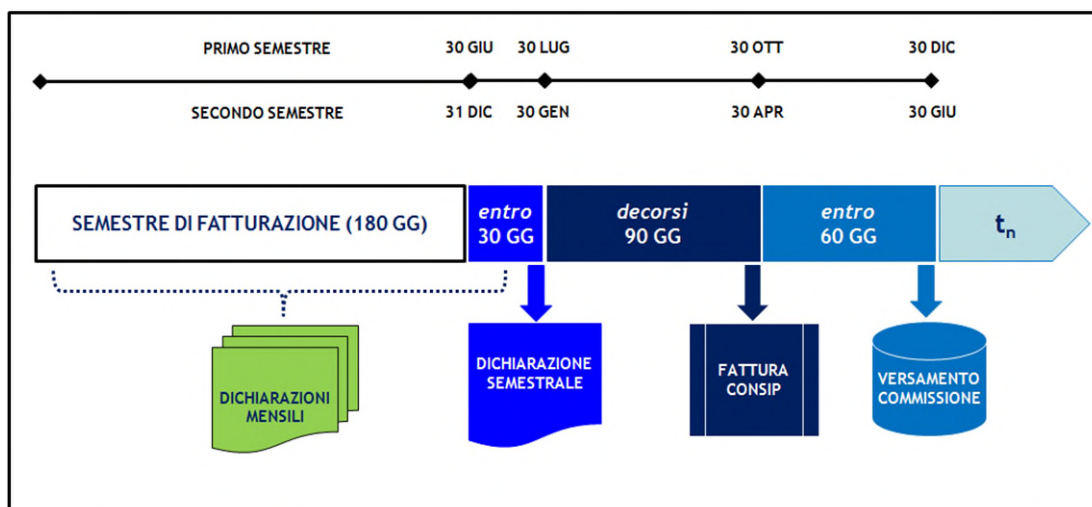 PRIMO SEMESTRE 30 GIU 30 LUG 30 OTT 30 DIC
SECONDO SEMESTRE 31 DIC 30 GEN 30 APR 30 GIU
SEMESTRE DI FATTURAZIONE (180 GG)
entro
30 GG
decorsi
90 GG
entro
60 GG
tn
DICHIARAZIONI
MENSILI
DICHIARAZIONE
SEMESTRALE
FATTURA
CONSIP
VERSAMENTO
COMMISSIONE